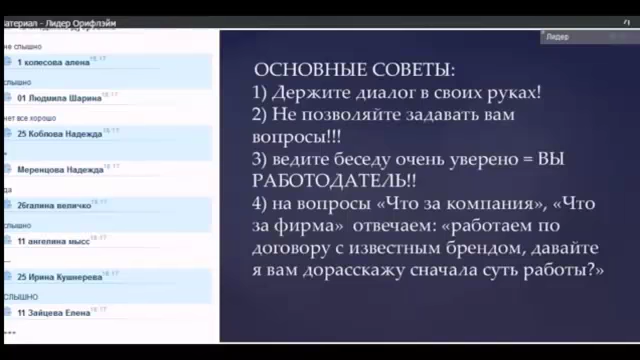 материал - Лидер Орифлэйм
Лидер
не слышно
1 колесова алена 18:17
слышно
01 Людмила Шарина
нет все хорошо
25 Коблова Надежда
Меренцова Надежда
да
26галина величко
слышно
11 ангелина мысс
25 Ирина Кушнерева
СЛЫШНО
11 Зайцева Елена
ОСНОВНЫЕ СОВЕТЫ:
1) Держите диалог в своих руках!
2) Не позволяйте задавать вам
вопросы!!!
3) ведите беседу очень уверено = ВЫ
РАБОТОДАТЕЛЬ!!
4) на вопросы «Что за компания», «Что
за фирма» отвечаем: «работаем по
договору с известным брендом, давайте
я вам дорасскажу сначала суть работы?»